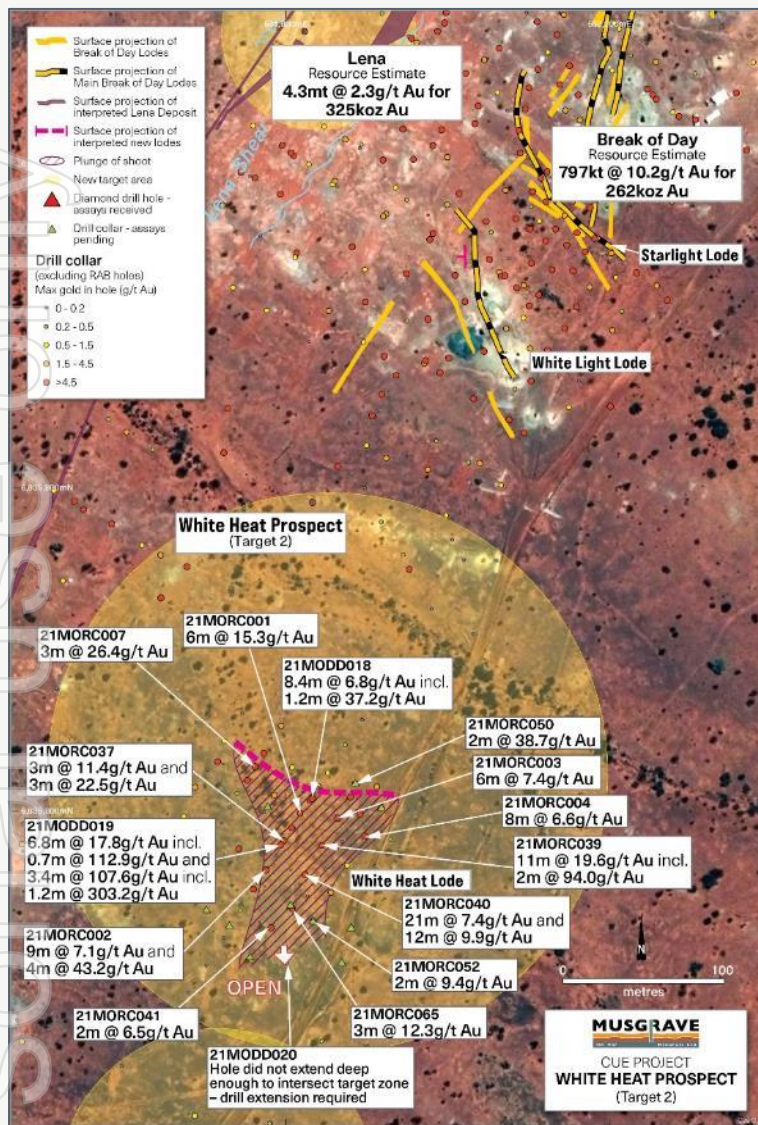 Surface projection of
Break of Day Lodes
Surface projection of
Main Break of Day Lodes
Surface projection of
interpreted Lena Deposit
Surface projection of
interpreted new lodes
Plunge of shoot
New target area
Diamond drill hole -
assays received
Drill collar - assays
pending
Drill collar
(excluding RAB holes)
Max gold in hole (g/t Au)
0 - 0.2
0.2 - 0.5
0.5 - 1.5
1.5 - 4.5
>4.5
Lena
Resource Estimate
4.3mt @ 2.3g/t Au for
325koz Au
Lena Shear
Break of Day
Resource Estimate
797kt @ 10.2g/t Au for
262koz Au
Starlight Lode
White Light Lode
White Heat Prospect
(Target 2)
21MORC001
6m @ 15.3g/t Au
21MORC007
3m @ 26.4g/t Au
21MODD018
8.4m @ 6.8g/t Au incl.
1.2m @ 37.2g/t Au
21MORC050
2m @ 38.7g/t Au
21MORC037
3m @ 11.4g/t Au and
3m @ 22.5g/t Au
21MORC003
6m @ 7.4g/t Au
21MORC004
8m @ 6.6g/t Au
21MODD019
6.8m @ 17.8g/t Au incl.
0.7m @ 112.9g/t Au and
3.4m @ 107.6g/t Au incl.
1.2m @ 303.2g/t Au
21MORC039
11m @ 19.6g/t Au incl.
2m @ 94.0g/t Au
White Heat Lode
21MORC040
21m @ 7.4g/t Au and
12m @ 9.9g/t Au
21MORC002
9m @ 7.1g/t Au and
4m @ 43.2g/t Au
21MORC052
2m @ 9.4g/t Au
OPEN
21MORC041
2m @ 6.5g/t Au
21MORC065
3m @ 12.3g/t Au
21MODD020
Hole did not extend deep
enough to intersect target zone
– drill extension required
N
0 100
metres
MUSGRAVE
CUE PROJECT
WHITE HEAT PROSPECT
(Target 2)